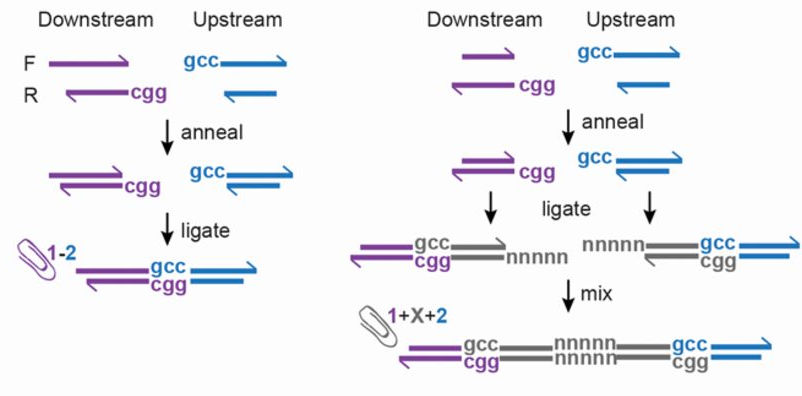 Downstream Upstream
F gcc
R cgg
anneal
gcc
cgg
ligate
1-2
gcc
cgg
Downstream Upstream
gcc
cgg
anneal
gcc
cgg
ligate
gcc
cgg nnnnn
nnnnn gcc
cgg
mix
1+X+2
gcc nnnnn gcc
cgg nnnnn cgg